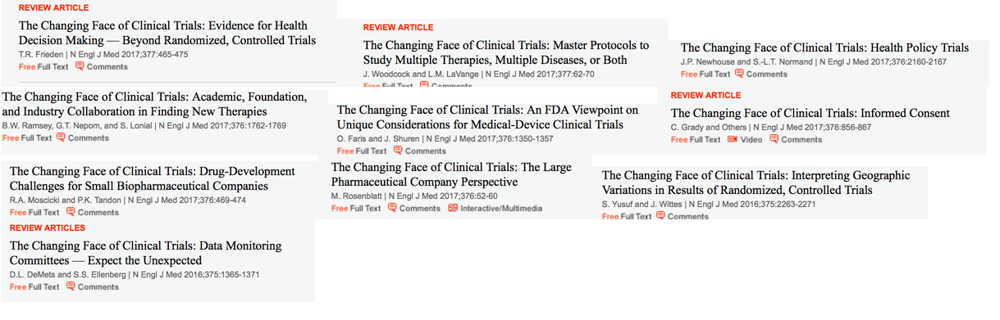 REVIEW ARTICLE
The Changing Face of Clinical Trials: Evidence for Health
Decision Making — Beyond Randomized, Controlled Trials
T.R. Frieden | N Engl J Med 2017;377:465-475
Free Full Text Comments
REVIEW ARTICLE
The Changing Face of Clinical Trials: Master Protocols to
Study Multiple Therapies, Multiple Diseases, or Both
J. Woodcock and L.M. LaVange | N Engl J Med 2017;377:62-70
Free Full Text Comments
The Changing Face of Clinical Trials: Health Policy Trials
J.P. Newhouse and S.-L.T. Normand | N Engl J Med 2017;376:2160-2167
Free Full Text Comments
The Changing Face of Clinical Trials: Academic, Foundation,
and Industry Collaboration in Finding New Therapies
B.W. Ramsey, G.T. Nepom, and S. Lonial | N Engl J Med 2017;376:1762-1769
Free Full Text Comments
The Changing Face of Clinical Trials: An FDA Viewpoint on
Unique Considerations for Medical-Device Clinical Trials
O. Faris and J. Shuren | N Engl J Med 2017;376:1350-1357
Free Full Text Comments
REVIEW ARTICLE
The Changing Face of Clinical Trials: Informed Consent
C. Grady and Others | N Engl J Med 2017;376:856-867
Free Full Text Video Comments
The Changing Face of Clinical Trials: Drug-Development
Challenges for Small Biopharmaceutical Companies
R.A. Moscicki and P.K. Tandon | N Engl J Med 2017;376:469-474
Free Full Text Comments
The Changing Face of Clinical Trials: The Large
Pharmaceutical Company Perspective
M. Rosenblatt | N Engl J Med 2017;376:52-60
Free Full Text Comments Interactive/Multimedia
The Changing Face of Clinical Trials: Interpreting Geographic
Variations in Results of Randomized, Controlled Trials
S. Yusuf and J. Wittes | N Engl J Med 2016;375:2263-2271
Free Full Text Comments
REVIEW ARTICLES
The Changing Face of Clinical Trials: Data Monitoring
Committees — Expect the Unexpected
D.L. DeMets and S.S. Ellenberg | N Engl J Med 2016;375:1365-1371
Free Full Text Comments